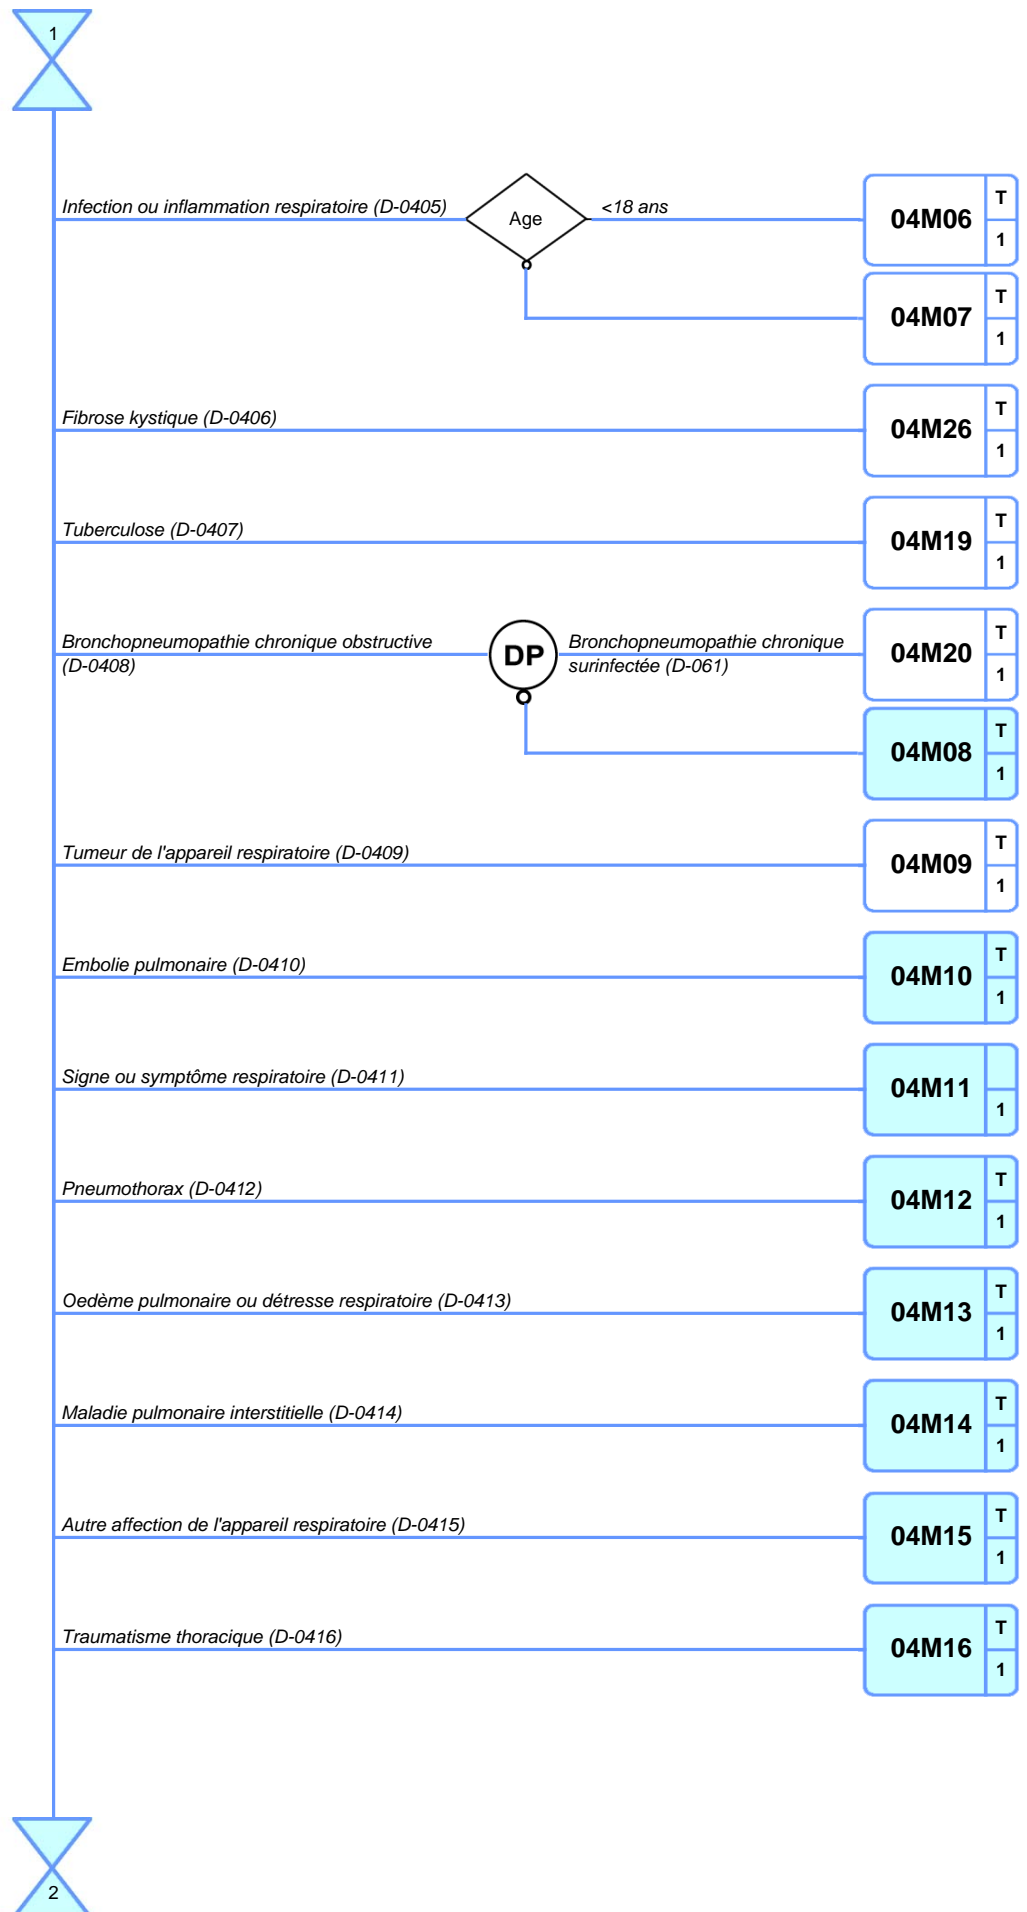 1
Infection ou inflammation respiratoire (D-0405)
Age
<18 ans
04M06
T
1
04M07
T
1
Fibrose kystique (D-0406)
04M26
T
1
Tuberculose (D-0407)
04M19
T
1
Bronchopneumopathie chronique obstructive
(D-0408)
DP
Bronchopneumopathie chronique
surinfectée (D-061)
04M20
T
1
04M08
T
1
Tumeur de l'appareil respiratoire (D-0409)
04M09
T
1
Embolie pulmonaire (D-0410)
04M10
T
1
Signe ou symptôme respiratoire (D-0411)
04M11
1
Pneumothorax (D-0412)
04M12
T
1
Oedème pulmonaire ou détresse respiratoire (D-0413)
04M13
T
1
Maladie pulmonaire interstitielle (D-0414)
04M14
T
1
Autre affection de l'appareil respiratoire (D-0415)
04M15
T
1
Traumatisme thoracique (D-0416)
04M16
T
1
2